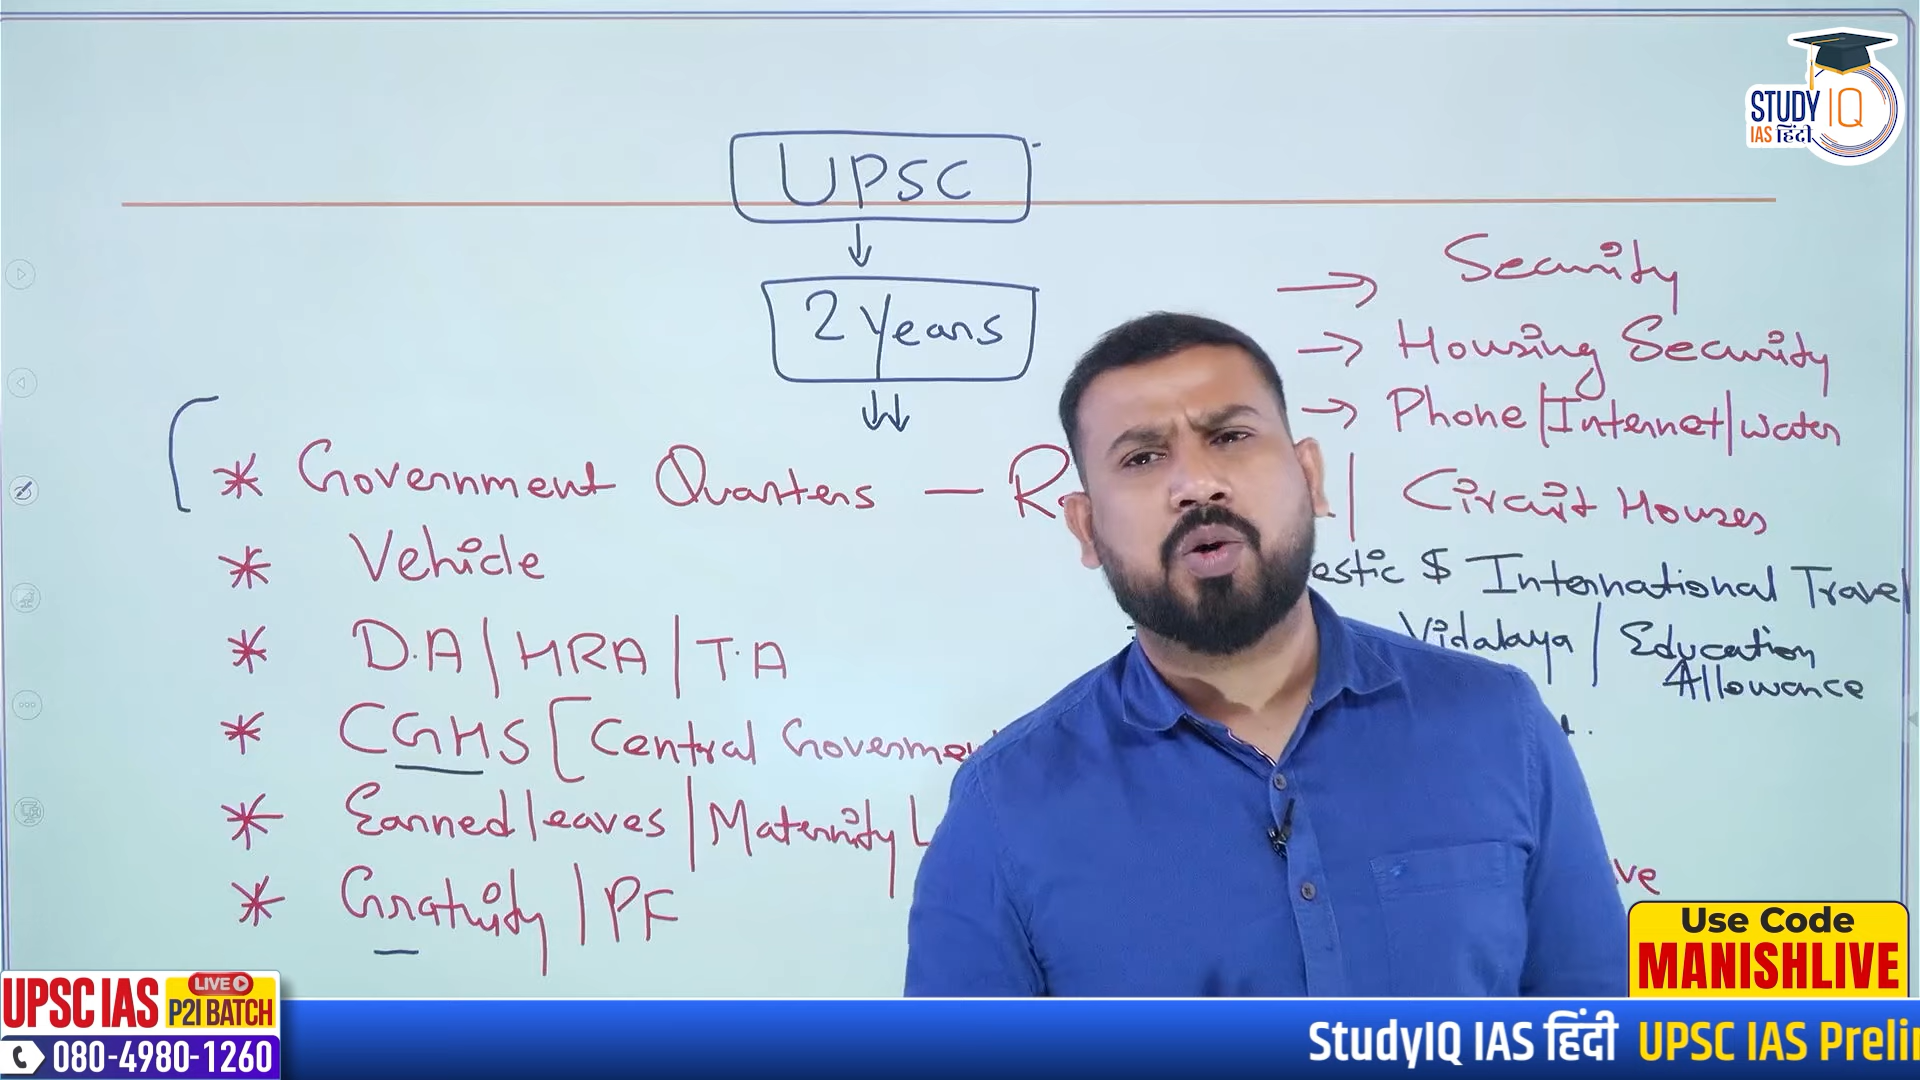 STUDY IQ
IAS हिंदी
UPSC
2 Years
Security
Housing Security
Phone/Internet/water
* Government Quarters — | Circuit Houses
* Vehicle
estic $ International Travel
* D.A | HRA | T.A
Vidalaya / Education
Allowance
* CGHS [Central Govermen
* Earned leaves | Maternity L
ve
* Gratuity | PF
Use Code
MANISHLIVE
LIVE
UPSC IAS P2I BATCH
080-4980-1260
StudyIQ IAS हिंदी UPSC IAS Prelin